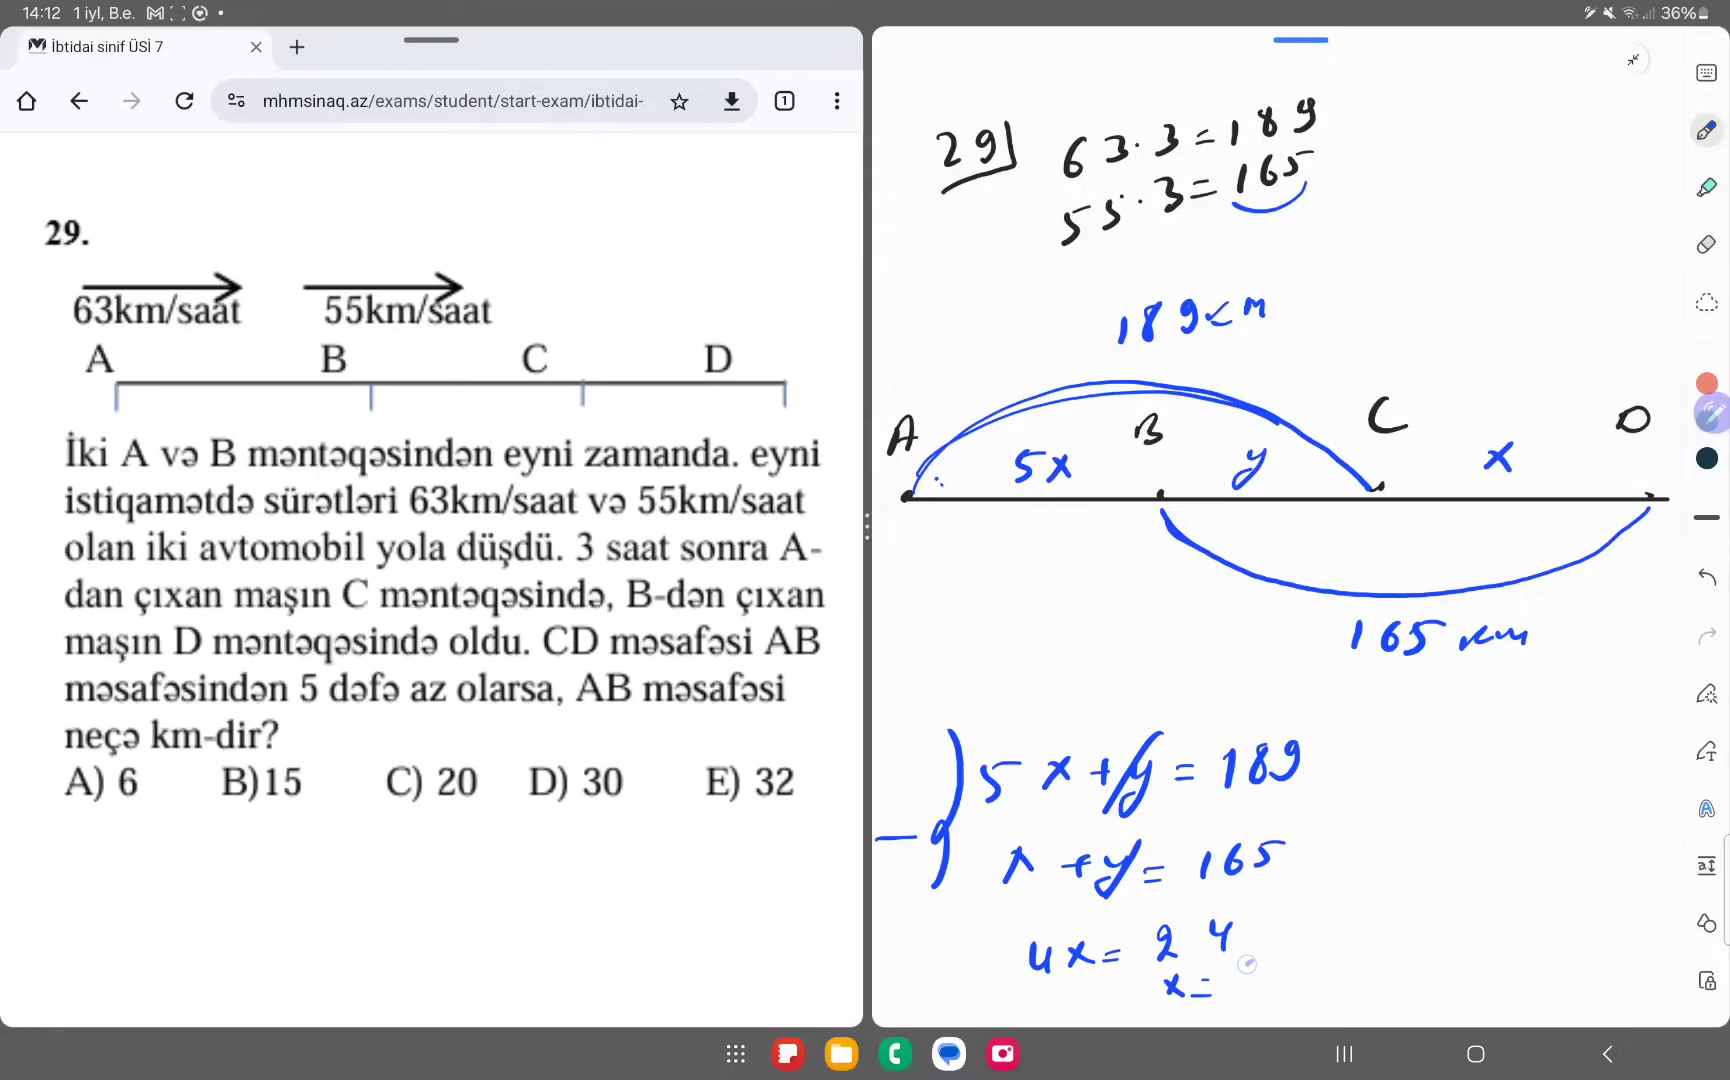 14:12 1 iyl, B.e. 36%
İbtidai sinif ÜSİ 7
mhmsinaq.az/exams/student/start-exam/ibtidai-
1
29.
63km/saat 55km/saat
A B C D
İki A və B məntəqəsindən eyni zamanda. eyni
istiqamətdə sürətləri 63km/saat və 55km/saat
olan iki avtomobil yola düşdü. 3 saat sonra A-
dan çıxan maşın C məntəqəsində, B-dən çıxan
maşın D məntəqəsində oldu. CD məsafəsi AB
məsafəsindən 5 dəfə az olarsa, AB məsafəsi
neçə km-dir?
A) 6 B)15 C) 20 D) 30 E) 32
29
63·3=189
55·3=165
189km
A B C D
5x y x
165 km
5x+y=189
x+y=165
4x=24
x=